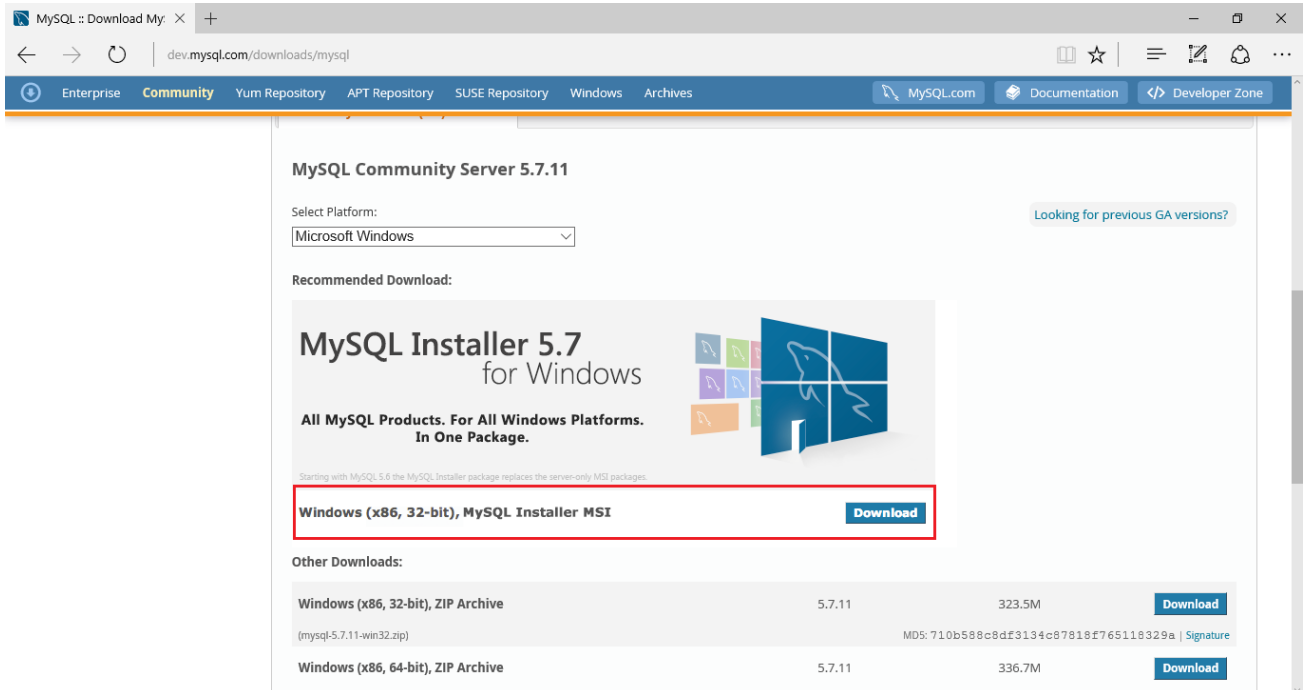 MySQL :: Download My:
dev.mysql.com/downloads/mysql
Enterprise Community Yum Repository APT Repository SUSE Repository Windows Archives MySQL.com Documentation </> Developer Zone
MySQL Community Server 5.7.11
Select Platform:
Looking for previous GA versions?
Microsoft Windows
Recommended Download:
MySQL Installer 5.7
for Windows
All MySQL Products. For All Windows Platforms.
In One Package.
Starting with MySQL 5.6 the MySQL Installer package replaces the server-only MSI packages.
Windows (x86, 32-bit), MySQL Installer MSI Download
Other Downloads:
Windows (x86, 32-bit), ZIP Archive 5.7.11 323.5M Download
(mysql-5.7.11-win32.zip) MD5: 710b588c8df3134c87818f765118329a | Signature
Windows (x86, 64-bit), ZIP Archive 5.7.11 336.7M Download